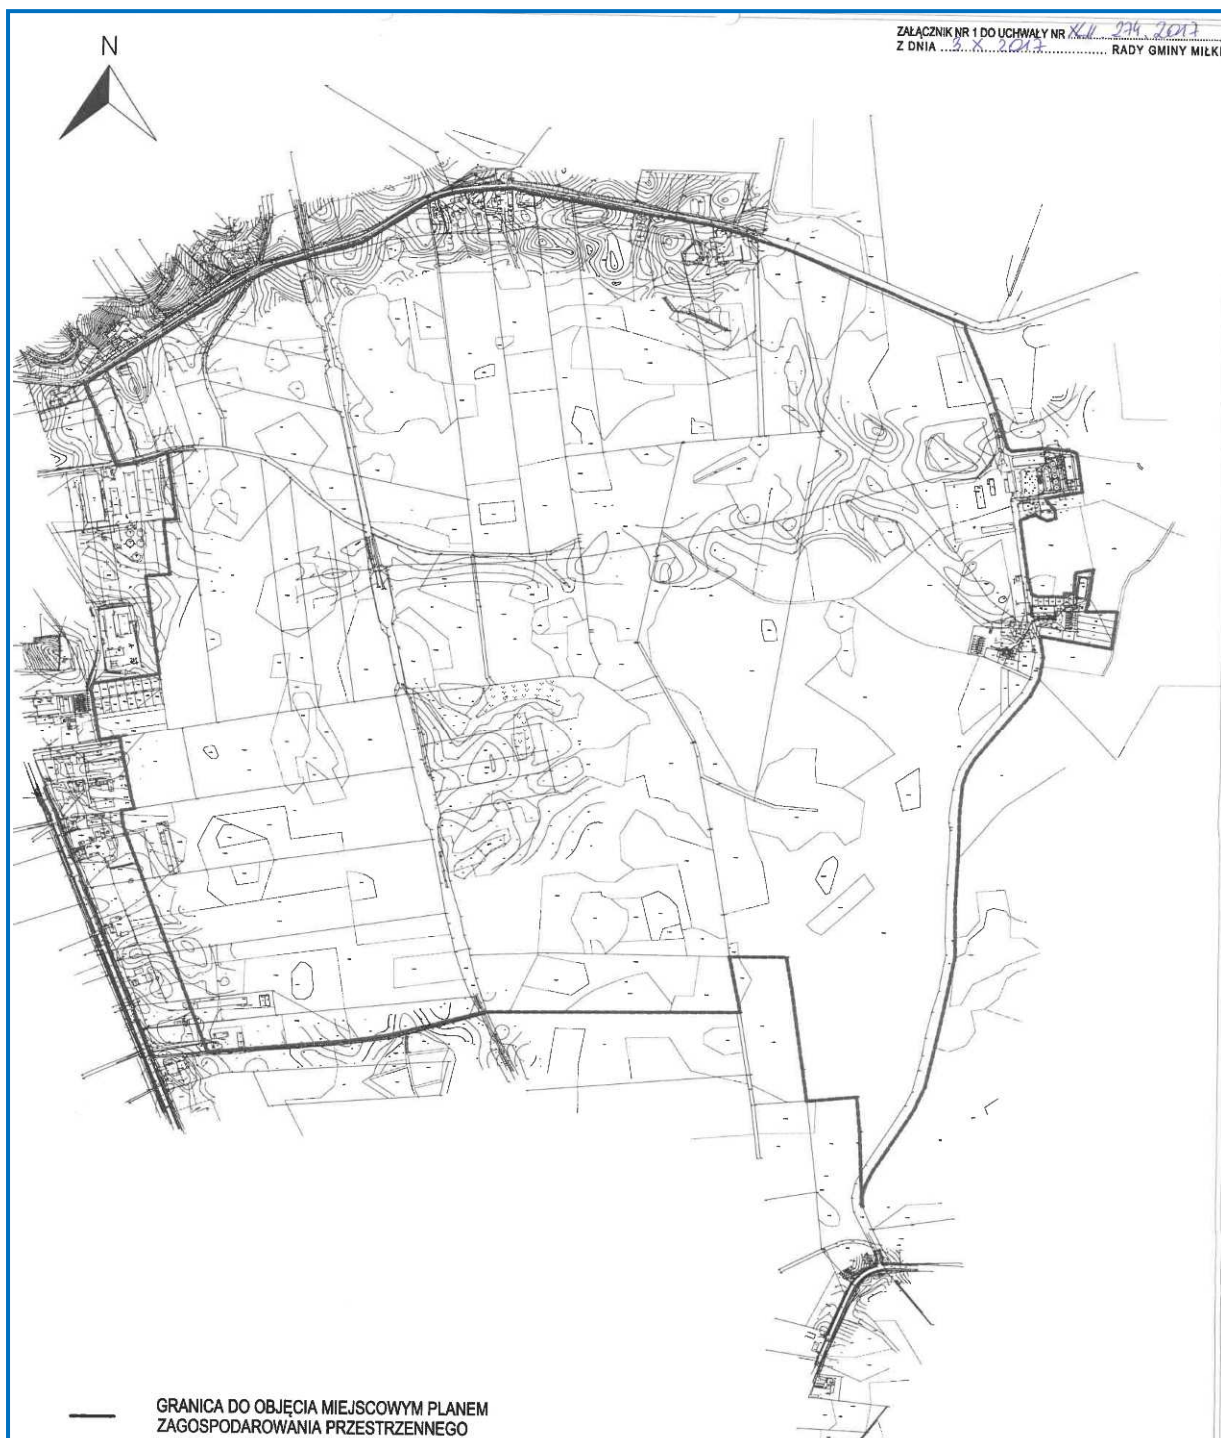 ZAŁĄCZNIK NR 1 DO UCHWAŁY NR XLII. 274. 2017
Z DNIA 3 X 2017 RADY GMINY MIŁKI
N
GRANICA DO OBJĘCIA MIEJSCOWYM PLANEM
ZAGOSPODAROWANIA PRZESTRZENNEGO